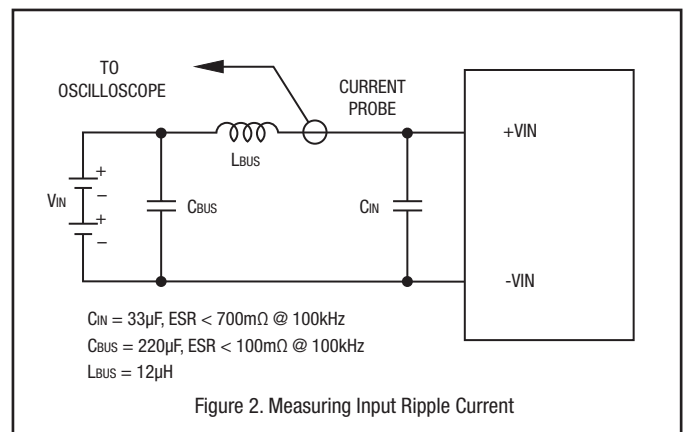 TO
OSCILLOSCOPE
CURRENT
PROBE
+VIN
LBUS
+
−
VIN
+
−
CBUS
CIN
-VIN
CIN = 33µF, ESR < 700mΩ @ 100kHz
CBUS = 220µF, ESR < 100mΩ @ 100kHz
LBUS = 12µH
Figure 2. Measuring Input Ripple Current